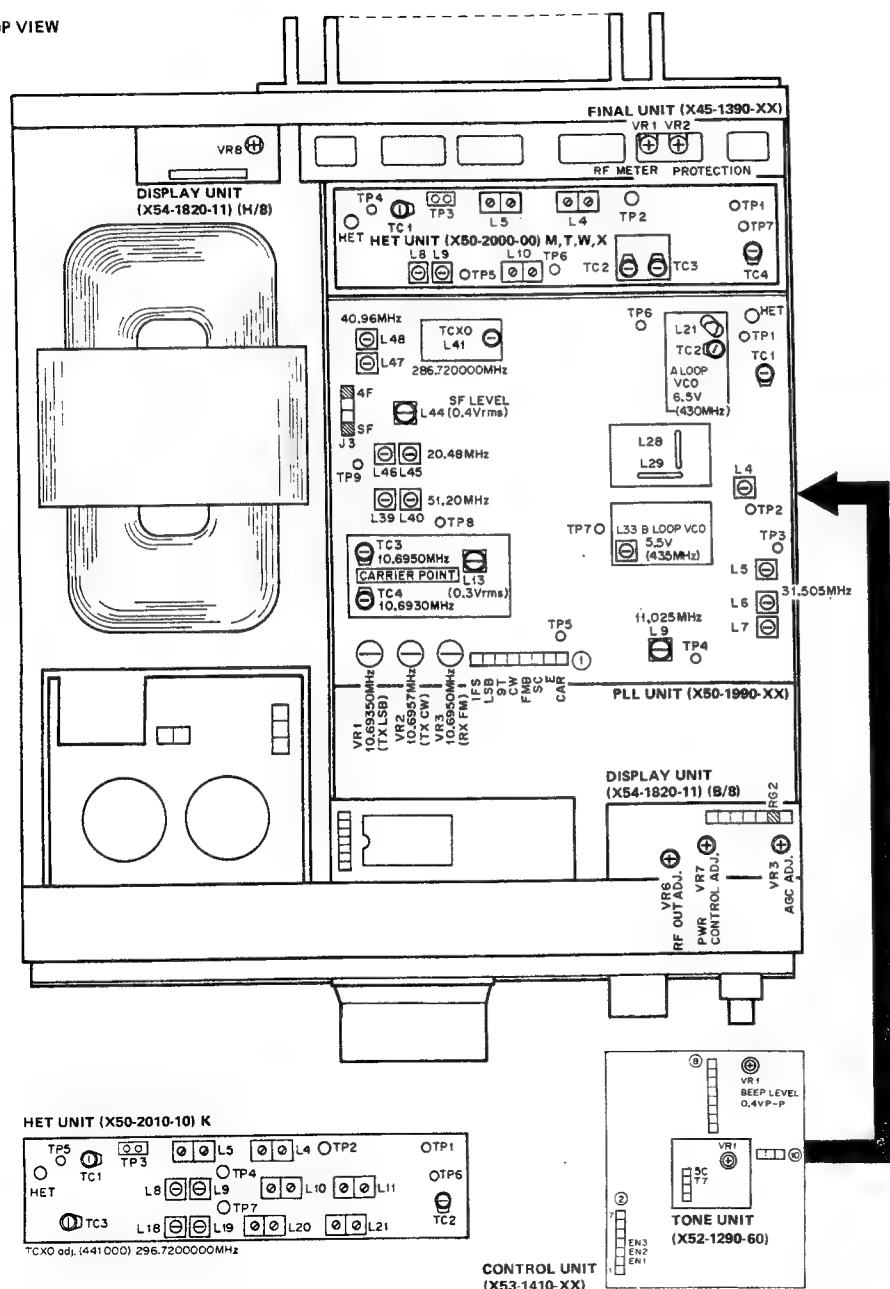 OP VIEW
FINAL UNIT (X45-1390-XX)
VR1 VR2
VR8
RF METER PROTECTION
DISPLAY UNIT
(X54-1820-11) (H/8)
TP4
TC1
TP3
L5
L4
TP2
TP1
TP7
HET
HET UNIT (X50-2000-00) M,T,W,X
L8 L9
TP5
L10
TP6
TC2
TC3
TC4
40.96MHz
L48
L47
TCXO
L41
286.720000MHz
TP6
L21
TC2
A LOOP
VCO
6.5V
(430MHz)
HET
TP1
TC1
4F
SF
J3
SF LEVEL
L44 (0.4Vrms)
TP9
L46 L45
20.48MHz
L28
L29
L4
TP2
51.20MHz
L39 L40
TP8
TP7
L33 B LOOP VCO
5.5V
(435MHz)
TP3
TC3
10.6950MHz
CARRIER POINT
L13
(0.3Vrms)
TC4
10.6930MHz
L5
L6
31.505MHz
L7
TP5
11.025MHz
L9
TP4
VR1
10.69350MHz
(TX LSB)
VR2
10.6957MHz
(TX CW)
VR3
10.6950MHz
(RX FM)
IFS
LSB
9T
CW
FMB
SC
E
CAR
1
PLL UNIT (X50-1990-XX)
DISPLAY UNIT
(X54-1820-11) (B/8)
RG2
VR6
RF OUT ADJ.
VR7
PWR
CONTROL ADJ.
VR3
AGC ADJ.
8
VR1
BEEP LEVEL
0.4VP-P
VR1
10
SC
T7
TONE UNIT
(X52-1290-60)
2
7
EN3
EN2
EN1
1
CONTROL UNIT
(X53-1410-XX)
HET UNIT (X50-2010-10) K
TP5
TC1
TP3
L5
L4
TP2
TP1
HET
L8
L9
TP4
L10
L11
TP6
TC2
TP7
TC3
L18
L19
L20
L21
TCXO adj. (441000) 296.7200000MHz